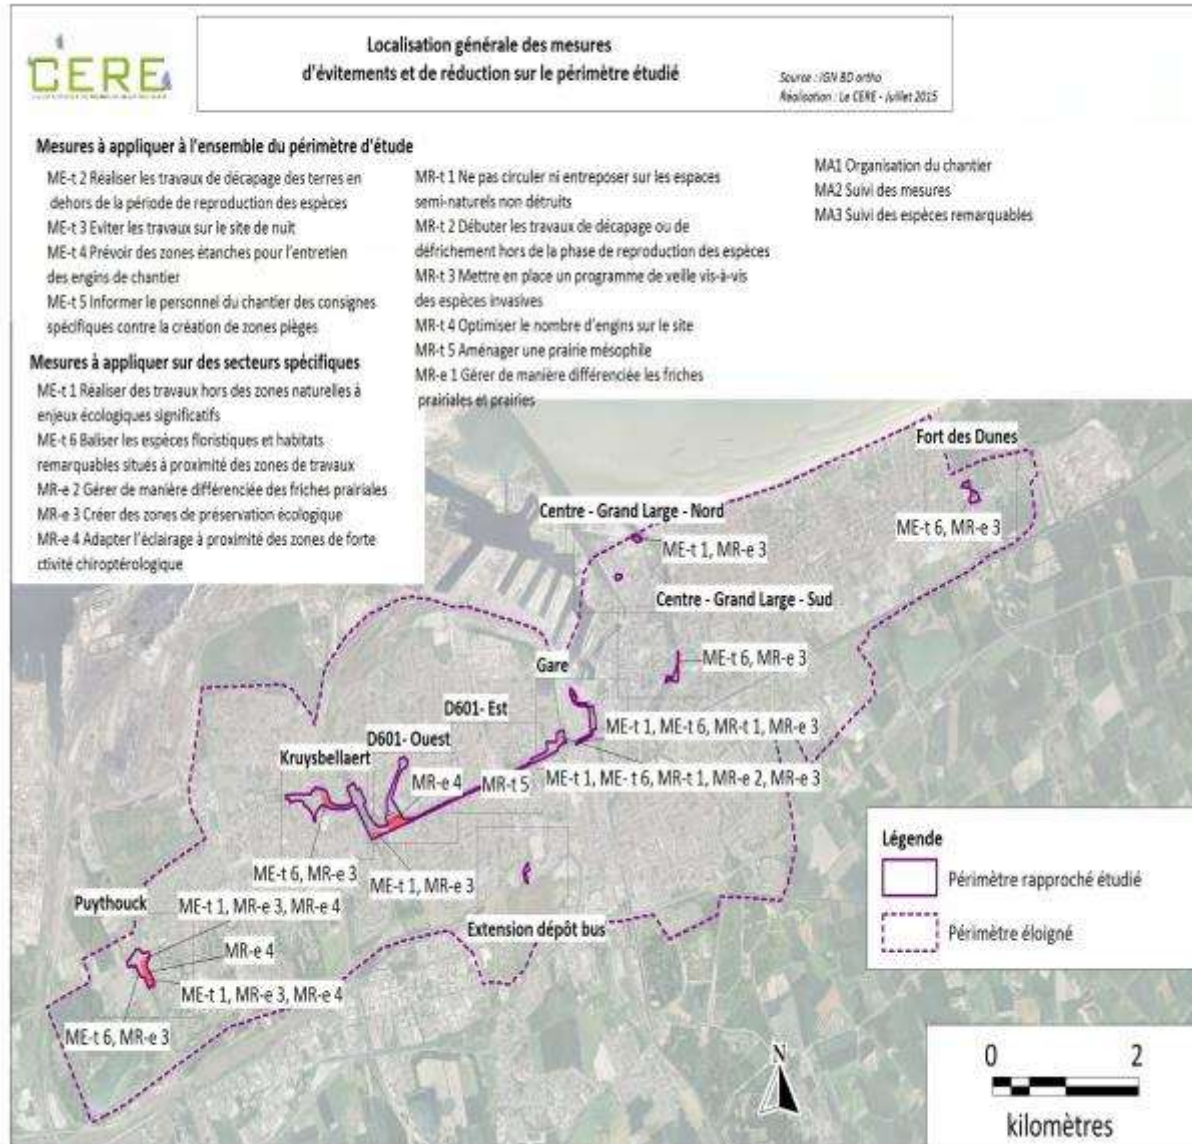 CERE
Localisation générale des mesures
d'évitements et de réduction sur le périmètre étudié
Source : IGN BD ortho
Réalisation : Le CERE - Juillet 2015
Mesures à appliquer à l'ensemble du périmètre d'étude
ME-t 2 Réaliser les travaux de décapage des terres en
dehors de la période de reproduction des espèces
ME-t 3 Eviter les travaux sur le site de nuit
ME-t 4 Prévoir des zones étanches pour l'entretien
des engins de chantier
ME-t 5 Informer le personnel du chantier des consignes
spécifiques contre la création de zones pièges
MR-t 1 Ne pas circuler ni entreposer sur les espaces
semi-naturels non détruits
MR-t 2 Débuter les travaux de décapage ou de
défrichement hors de la phase de reproduction des espèces
MR-t 3 Mettre en place un programme de veille vis-à-vis
des espèces invasives
MR-t 4 Optimiser le nombre d'engins sur le site
MR-t 5 Aménager une prairie mésophile
MR-e 1 Gérer de manière différenciée les friches
prairiales et prairies
MA1 Organisation du chantier
MA2 Suivi des mesures
MA3 Suivi des espèces remarquables
Mesures à appliquer sur des secteurs spécifiques
ME-t 1 Réaliser des travaux hors des zones naturelles à
enjeux écologiques significatifs
ME-t 6 Baliser les espèces floristiques et habitats
remarquables situés à proximité des zones de travaux
MR-e 2 Gérer de manière différenciée des friches prairiales
MR-e 3 Créer des zones de préservation écologique
MR-e 4 Adapter l'éclairage à proximité des zones de forte
ctivité chiroptérologique
Fort des Dunes
ME-t 6, MR-e 3
Centre - Grand Large - Nord
ME-t 1, MR-e 3
Centre - Grand Large - Sud
ME-t 6, MR-e 3
Gare
ME-t 1, ME-t 6, MR-t 1, MR-e 3
D601- Est
ME-t 1, ME- t 6, MR-t 1, MR-e 2, MR-e 3
D601- Ouest
MR-e 4
MR-t 5
Kruysbellaert
ME-t 6, MR-e 3
ME-t 1, MR-e 3
Puythouck
ME-t 1, MR-e 3, MR-e 4
MR-e 4
ME-t 1, MR-e 3, MR-e 4
ME-t 6, MR-e 3
Extension dépôt bus
Légende
Périmètre rapproché étudié
Périmètre éloigné
N
0 2
kilomètres